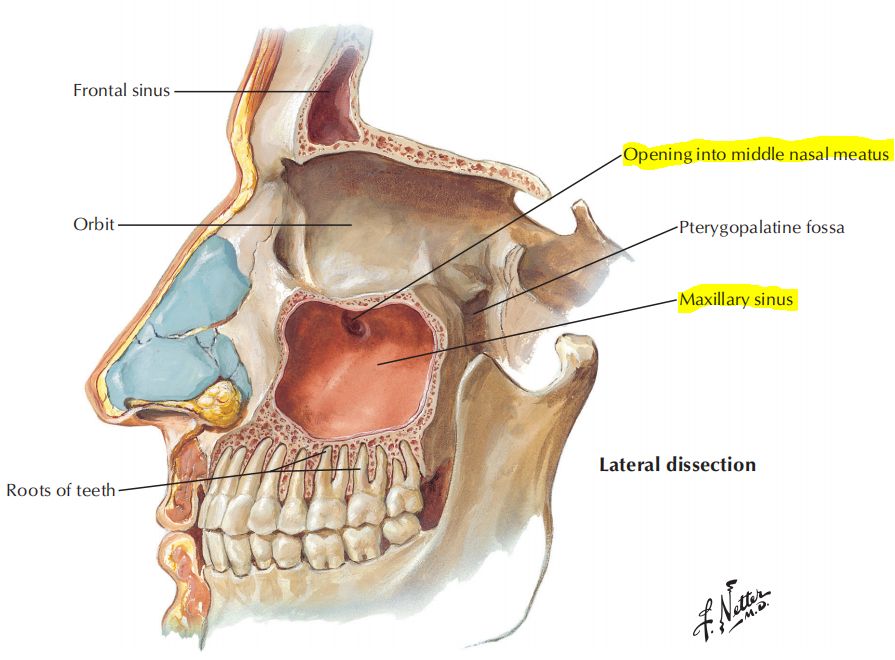 Frontal sinus
Opening into middle nasal meatus
Orbit
Pterygopalatine fossa
Maxillary sinus
Lateral dissection
Roots of teeth
F. Netter
M.D.